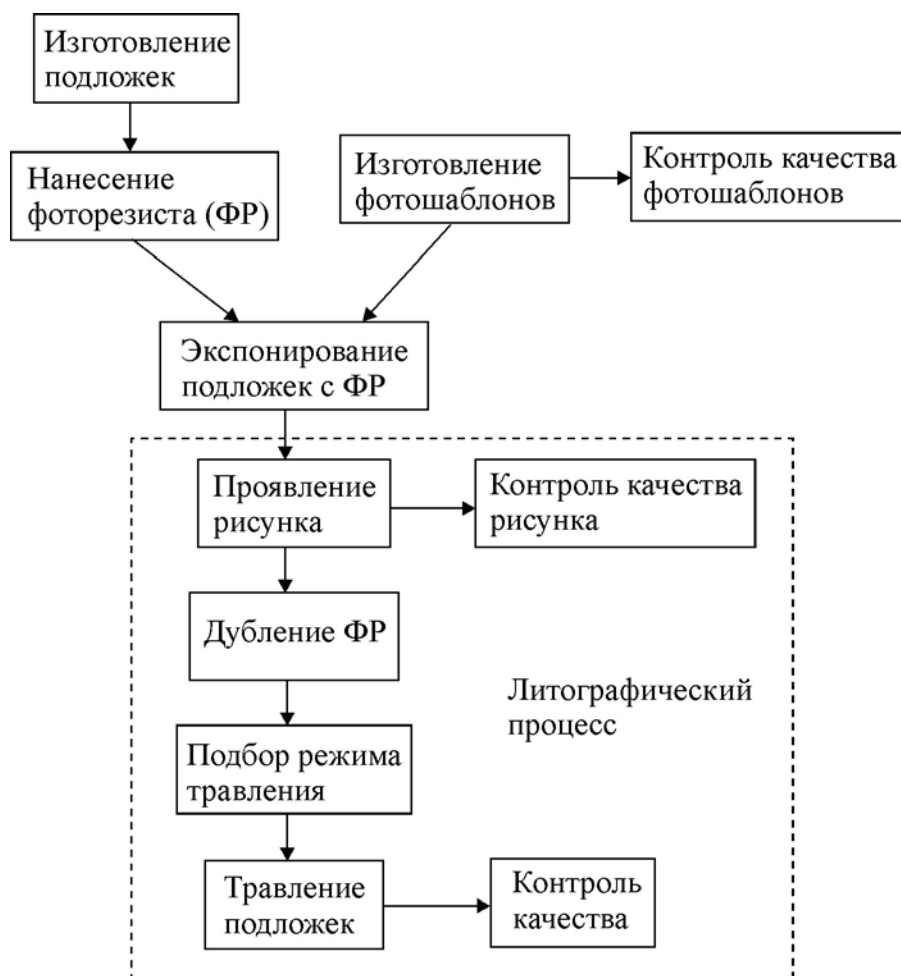 Изготовление
подложек
Нанесение
фоторезиста (ФР)
Изготовление
фотошаблонов
Контроль качества
фотошаблонов
Экспонирование
подложек с ФР
Проявление
рисунка
Контроль качества
рисунка
Дубление ФР
Литографический
процесс
Подбор режима
травления
Травление
подложек
Контроль
качества